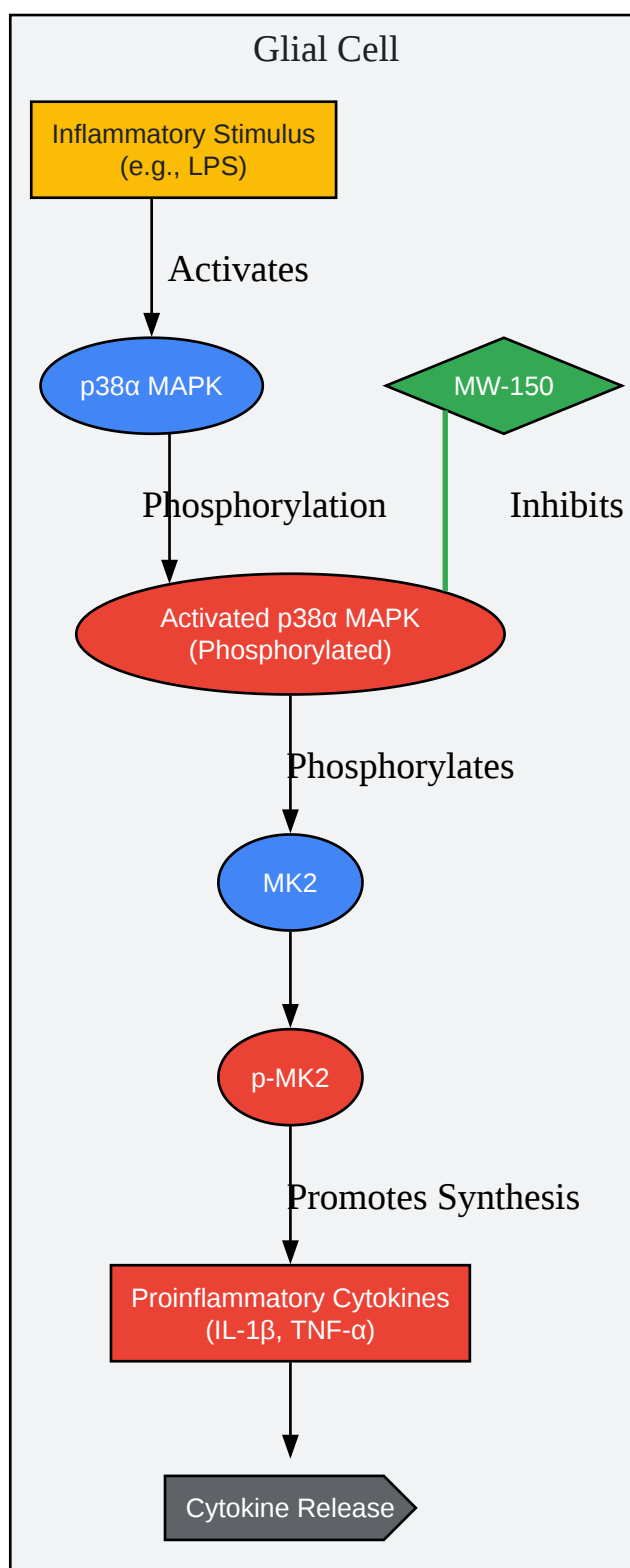 Glial Cell
Inflammatory Stimulus
(e.g., LPS)
Activates
p38α MAPK
MW-150
Phosphorylation
Inhibits
Activated p38α MAPK
(Phosphorylated)
Phosphorylates
MK2
p-MK2
Promotes Synthesis
Proinflammatory Cytokines
(IL-1β, TNF-α)
Cytokine Release